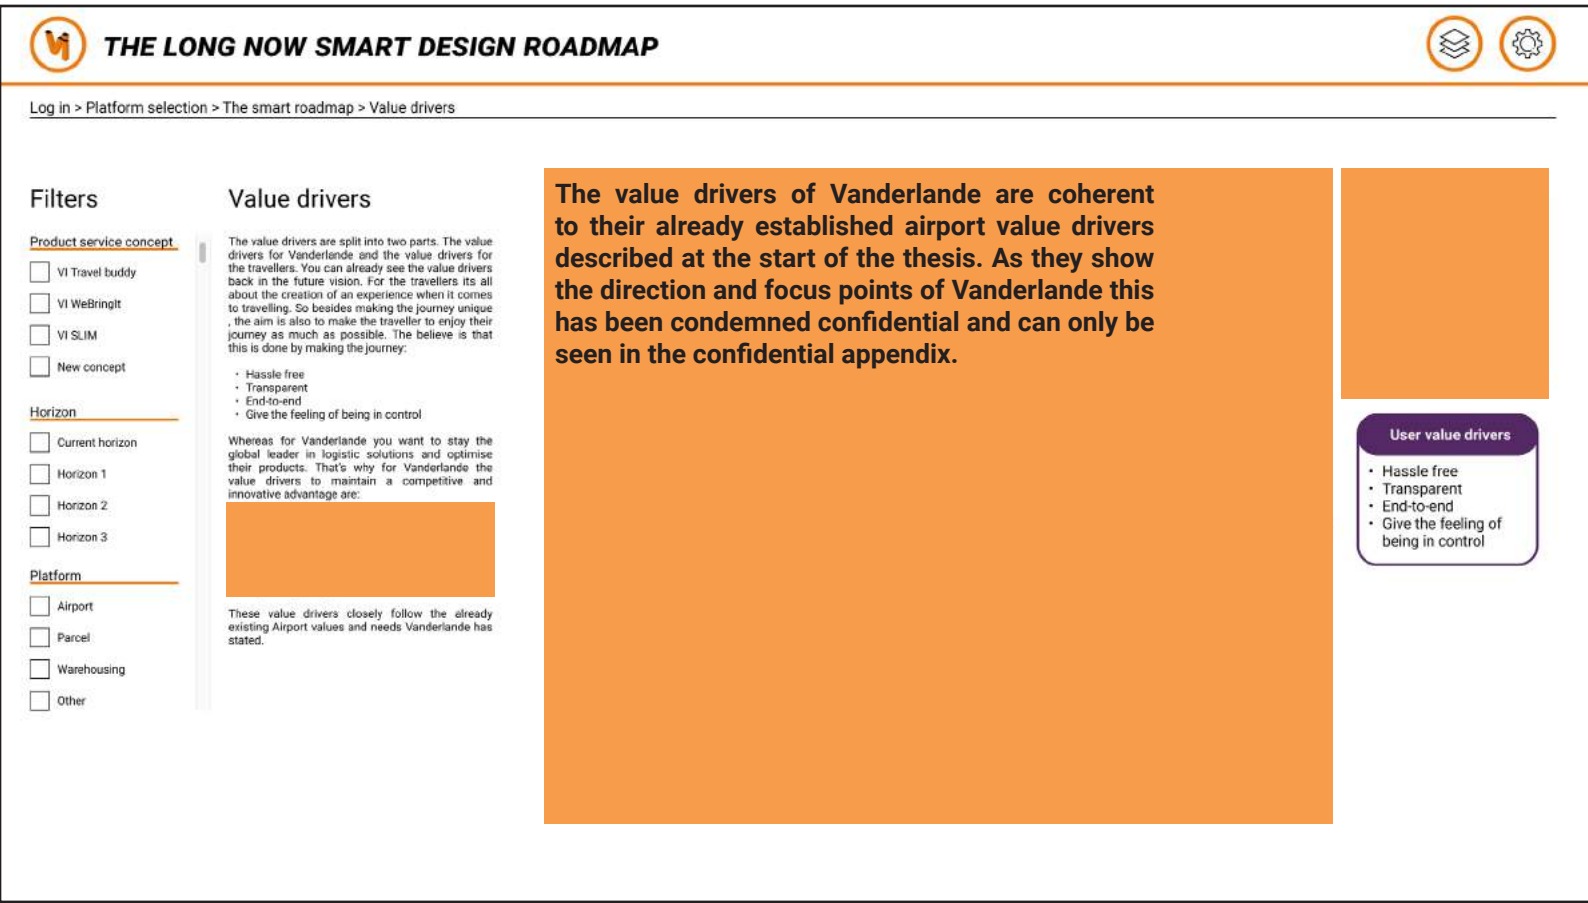 THE LONG NOW SMART DESIGN ROADMAP
Log in > Platform selection > The smart roadmap > Value drivers
Filters
Product service concept
VI Travel buddy
VI WeBringIt
VI SLIM
New concept
Horizon
Current horizon
Horizon 1
Horizon 2
Horizon 3
Platform
Airport
Parcel
Warehousing
Other
Value drivers
The value drivers are split into two parts. The value
drivers for Vanderlande and the value drivers for
the travellers. You can already see the value drivers
back in the future vision. For the travellers its all
about the creation of an experience when it comes
to travelling. So besides making the journey unique
, the aim is also to make the traveller to enjoy their
journey as much as possible. The believe is that
this is done by making the journey:
• Hassle free
• Transparent
• End-to-end
• Give the feeling of being in control
Whereas for Vanderlande you want to stay the
global leader in logistic solutions and optimise
their products. That's why for Vanderlande the
value drivers to maintain a competitive and
innovative advantage are:
These value drivers closely follow the already
existing Airport values and needs Vanderlande has
stated.
The value drivers of Vanderlande are coherent
to their already established airport value drivers
described at the start of the thesis. As they show
the direction and focus points of Vanderlande this
has been condemned confidential and can only be
seen in the confidential appendix.
User value drivers
• Hassle free
• Transparent
• End-to-end
• Give the feeling of
being in control